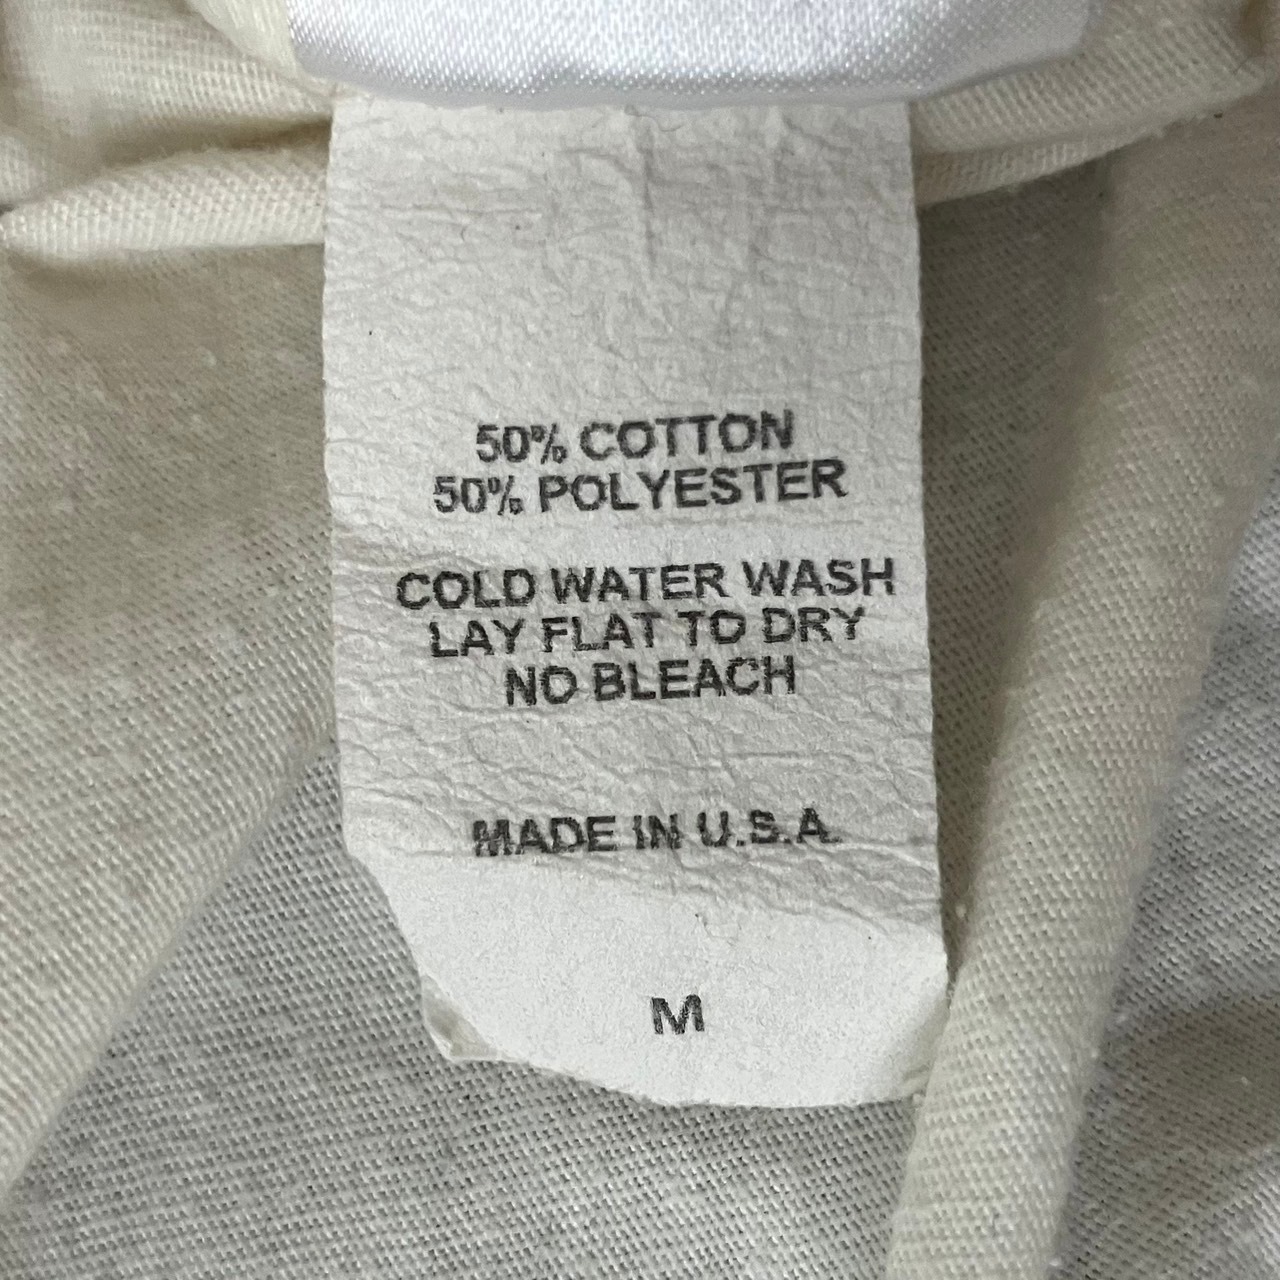 50% COTTON
50% POLYESTER
COLD WATER WASH
LAY FLAT TO DRY
NO BLEACH
MADE IN U.S.A.
M